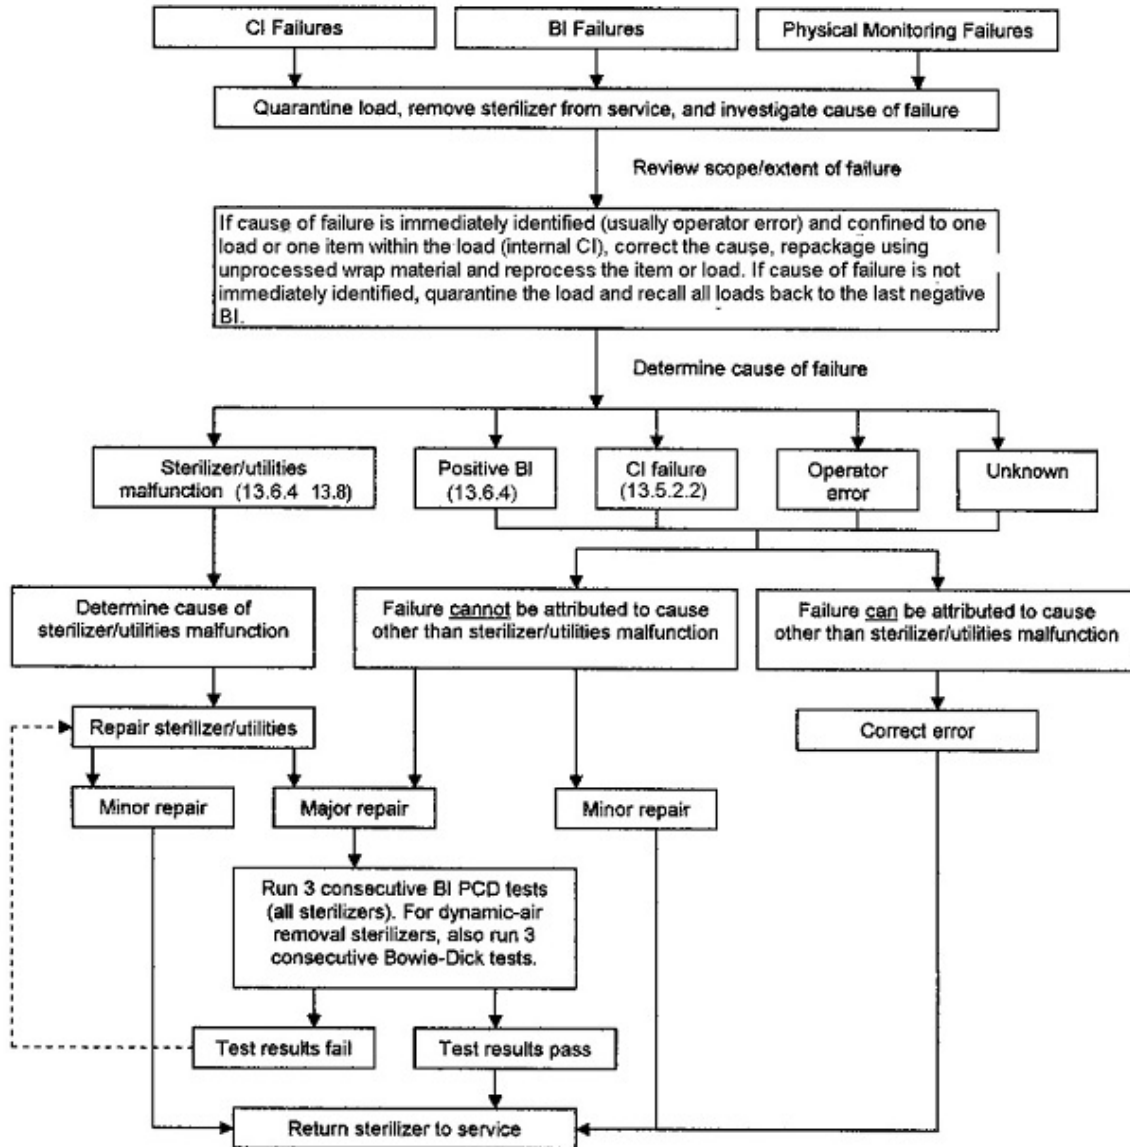 CI Failures
BI Failures
Physical Monitoring Failures
Quarantine load, remove sterilizer from service, and investigate cause of failure
Review scope/extent of failure
If cause of failure is immediately identified (usually operator error) and confined to one
load or one item within the load (internal CI), correct the cause, repackage using
unprocessed wrap material and reprocess the item or load. If cause of failure is not
immediately identified, quarantine the load and recall all loads back to the last negative
BI.
Determine cause of failure
Sterilizer/utilities
malfunction (13.6.4 13.8)
Positive BI
(13.6.4)
CI failure
(13.5.2.2)
Operator
error
Unknown
Determine cause of
sterilizer/utilities malfunction
Failure cannot be attributed to cause
other than sterilizer/utilities malfunction
Failure can be attributed to cause
other than sterilizer/utilities malfunction
Repair sterilizer/utilities
Correct error
Minor repair
Major repair
Minor repair
Run 3 consecutive BI PCD tests
(all sterilizers). For dynamic-air
removal sterilizers, also run 3
consecutive Bowie-Dick tests.
Test results fail
Test results pass
Return sterilizer to service